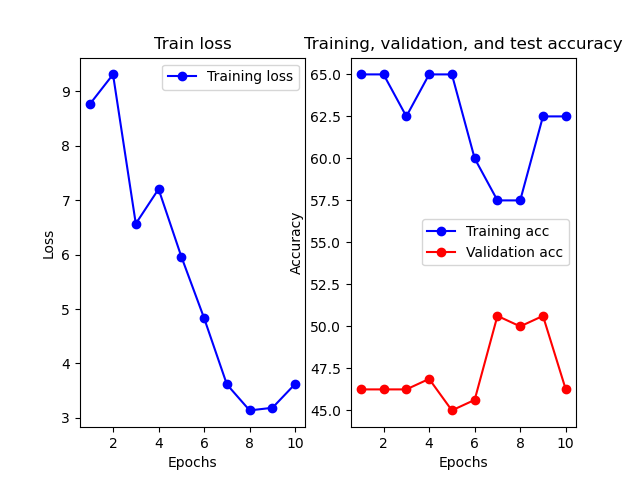 Train loss
Training, validation, and test accuracy
Training loss
9
8
7
6
5
4
3
Loss
2
4
6
8
10
Epochs
65.0
62.5
60.0
57.5
55.0
52.5
50.0
47.5
45.0
Accuracy
Training acc
Validation acc
2
4
6
8
10
Epochs